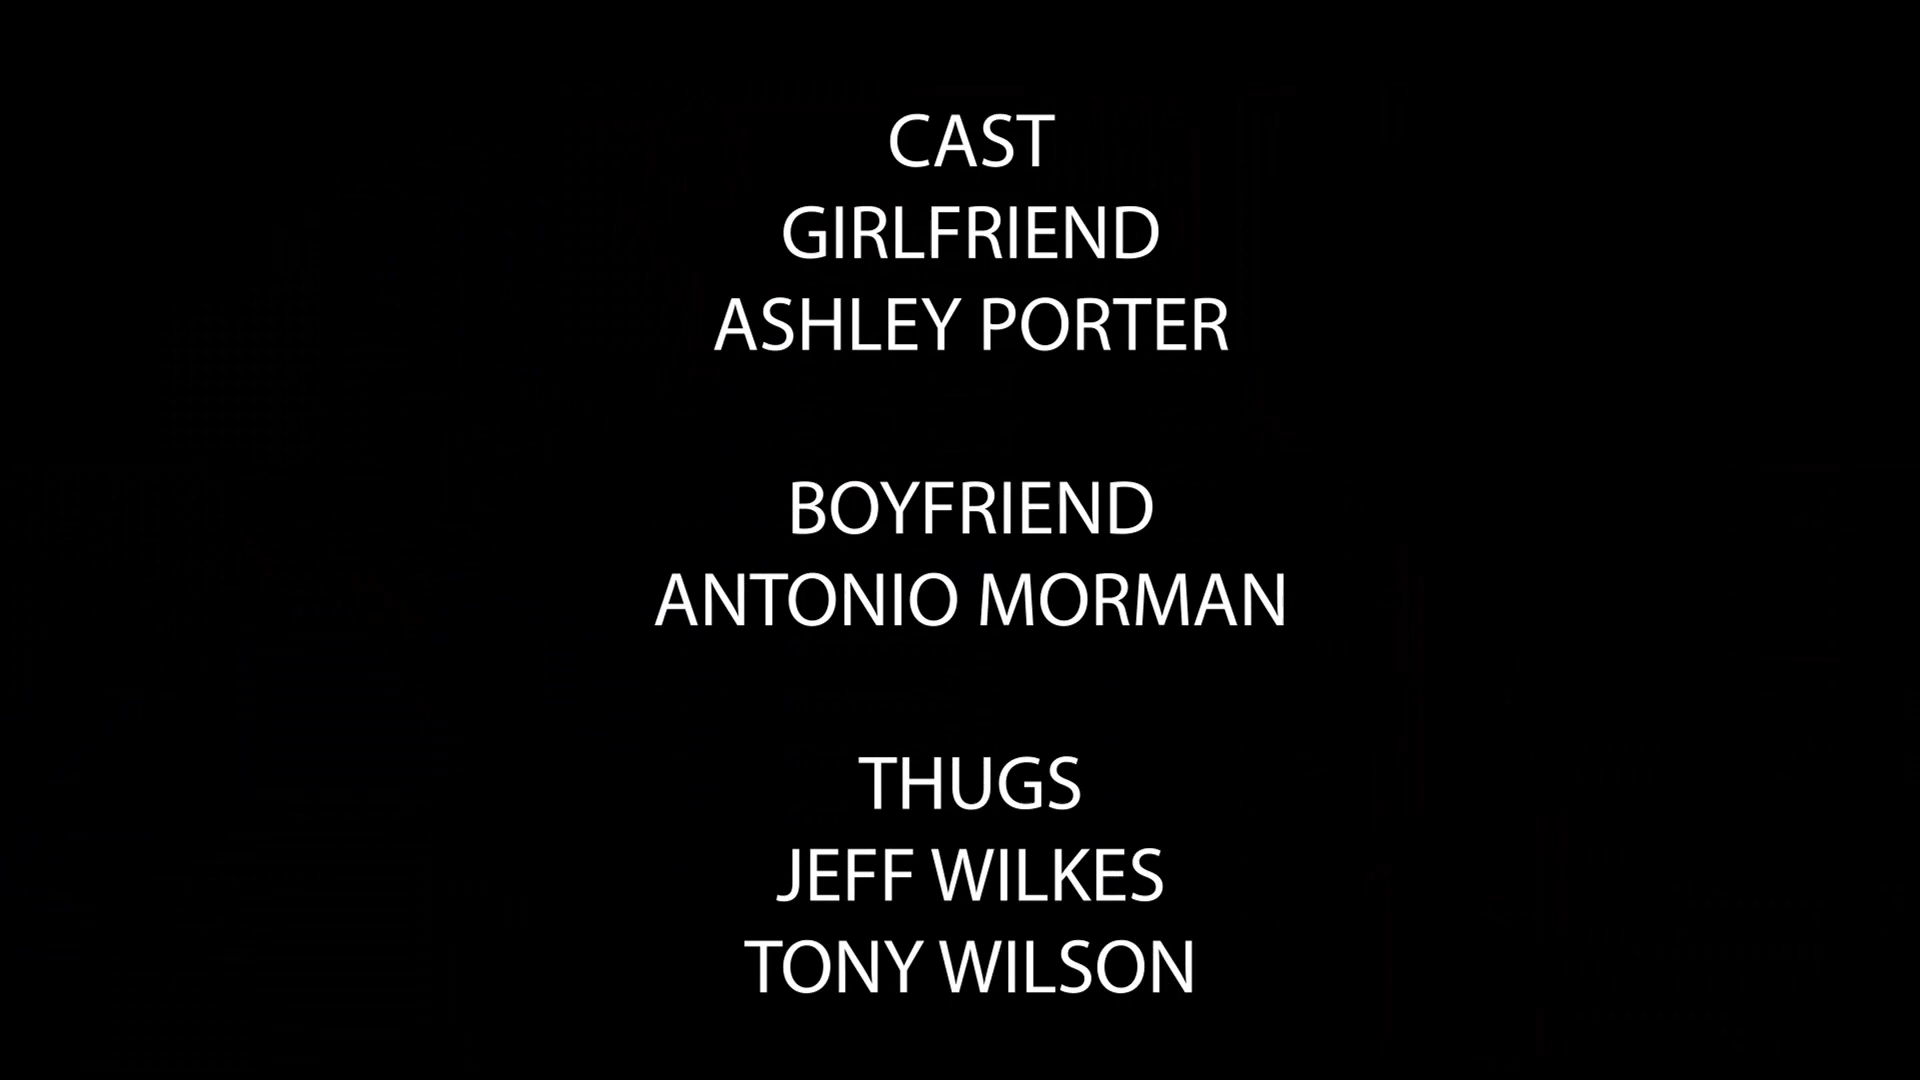 CAST
GIRLFRIEND
ASHLEY PORTER
BOYFRIEND
ANTONIO MORMAN
THUGS
JEFF WILKES
TONY WILSON